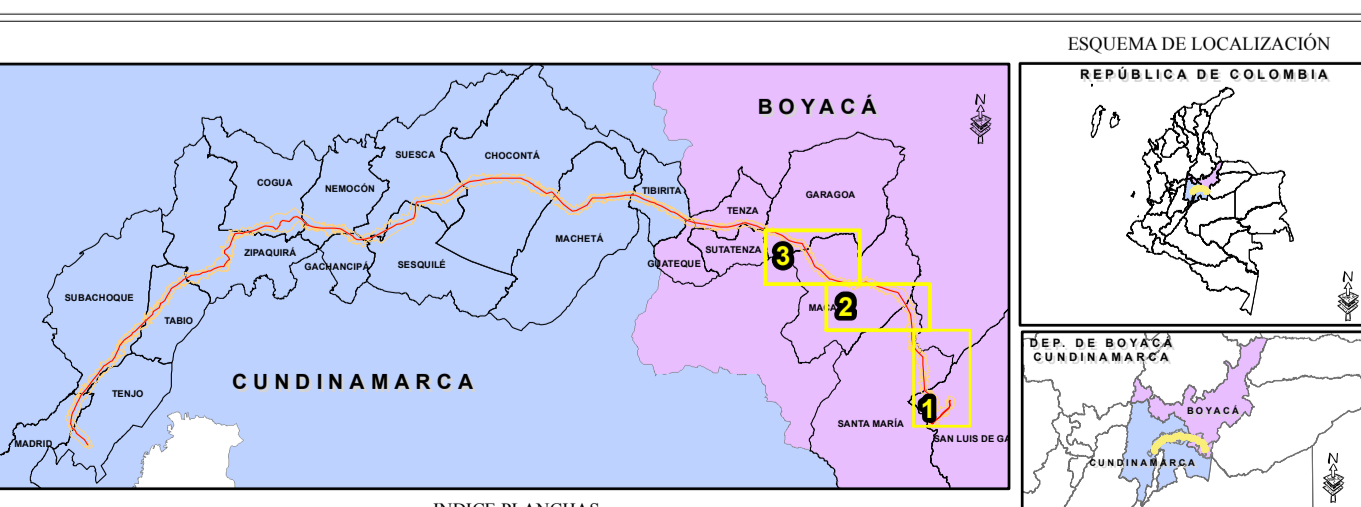 ESQUEMA DE LOCALIZACIÓN
REPÚBLICA DE COLOMBIA
N
BOYACÁ
N
SUESCA
CHOCONTÁ
COGUA
NEMOCÓN
TIBIRITA
GARAGOA
TENZA
MACHETÁ
ZIPAQUIRÁ
GACHANCIPÁ
SESQUILÉ
GUATEQUE
SUTATENZA
3
SUBACHOQUE
TABIO
2
CUNDINAMARCA
TENJO
1
SANTA MARÍA
SAN LUIS DE GA
MADRID
DEP. DE BOYACÁ
CUNDINAMARCA
BOYACÁ
CUNDINAMARCA
N
INDICE PLANCHAS